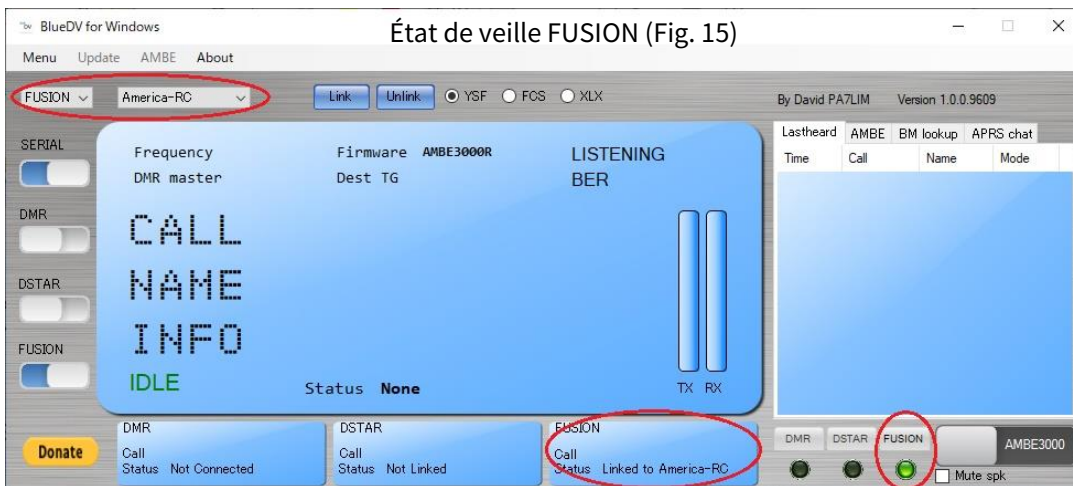 BlueDV for Windows
État de veille FUSION (Fig. 15)
Menu Update AMBE About
FUSION America-RC Link Unlink YSF FCS XLX By David PA7LIM Version 1.0.0.9609
SERIAL
DMR
DSTAR
FUSION
Frequency Firmware AMBE3000R LISTENING
DMR master Dest TG BER
CALL
NAME
INFO
IDLE Status None TX RX
Lastheard AMBE BM lookup APRS chat
Time Call Name Mode
Donate
DMR
Call
Status Not Connected
DSTAR
Call
Status Not Linked
FUSION
Call
Status Linked to America-RC
DMR DSTAR FUSION AMBE3000
Mute spk